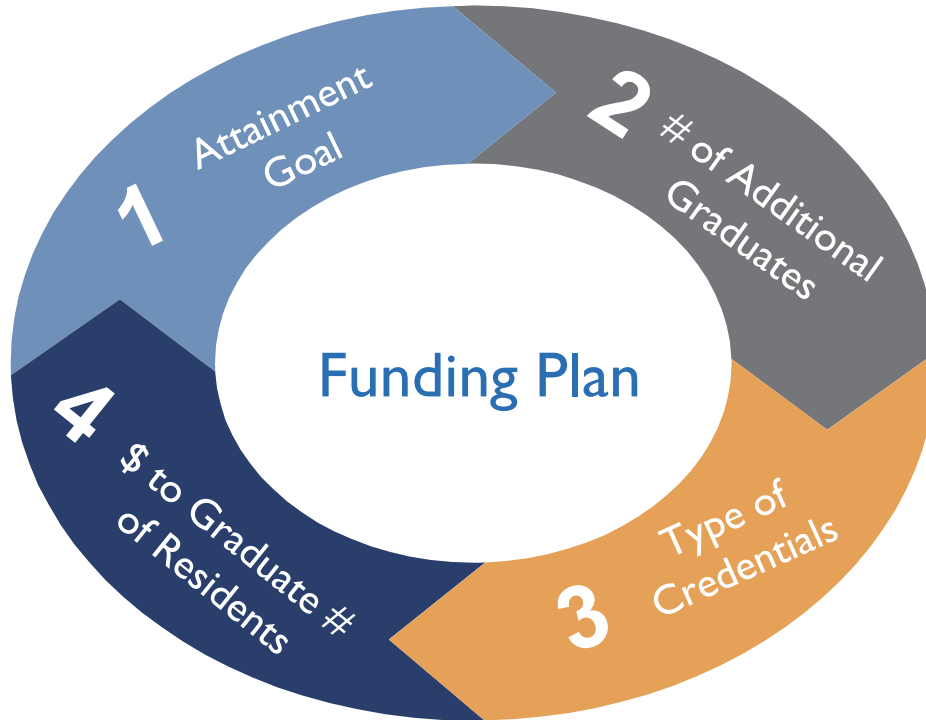 1
Attainment
Goal
2
# of Additional
Graduates
3
Type of
Credentials
4
$ to Graduate #
of Residents
Funding Plan